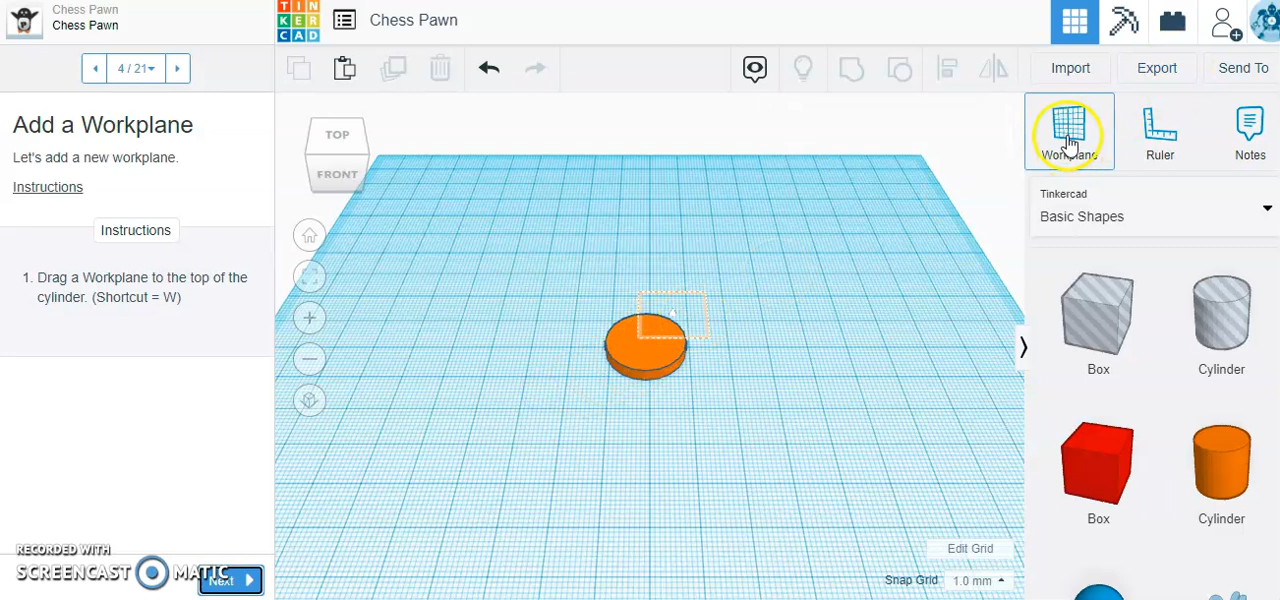 Chess Pawn
Chess Pawn
TIN
KER
CAD
Chess Pawn
4 / 21
Import
Export
Send To
Add a Workplane
Let's add a new workplane.
Instructions
Instructions
1. Drag a Workplane to the top of the
cylinder. (Shortcut = W)
TOP
FRONT
Workplane
Ruler
Notes
Tinkercad
Basic Shapes
Box
Cylinder
Box
Cylinder
Edit Grid
Snap Grid 1.0 mm
RECORDED WITH
SCREENCAST MATIC
Next